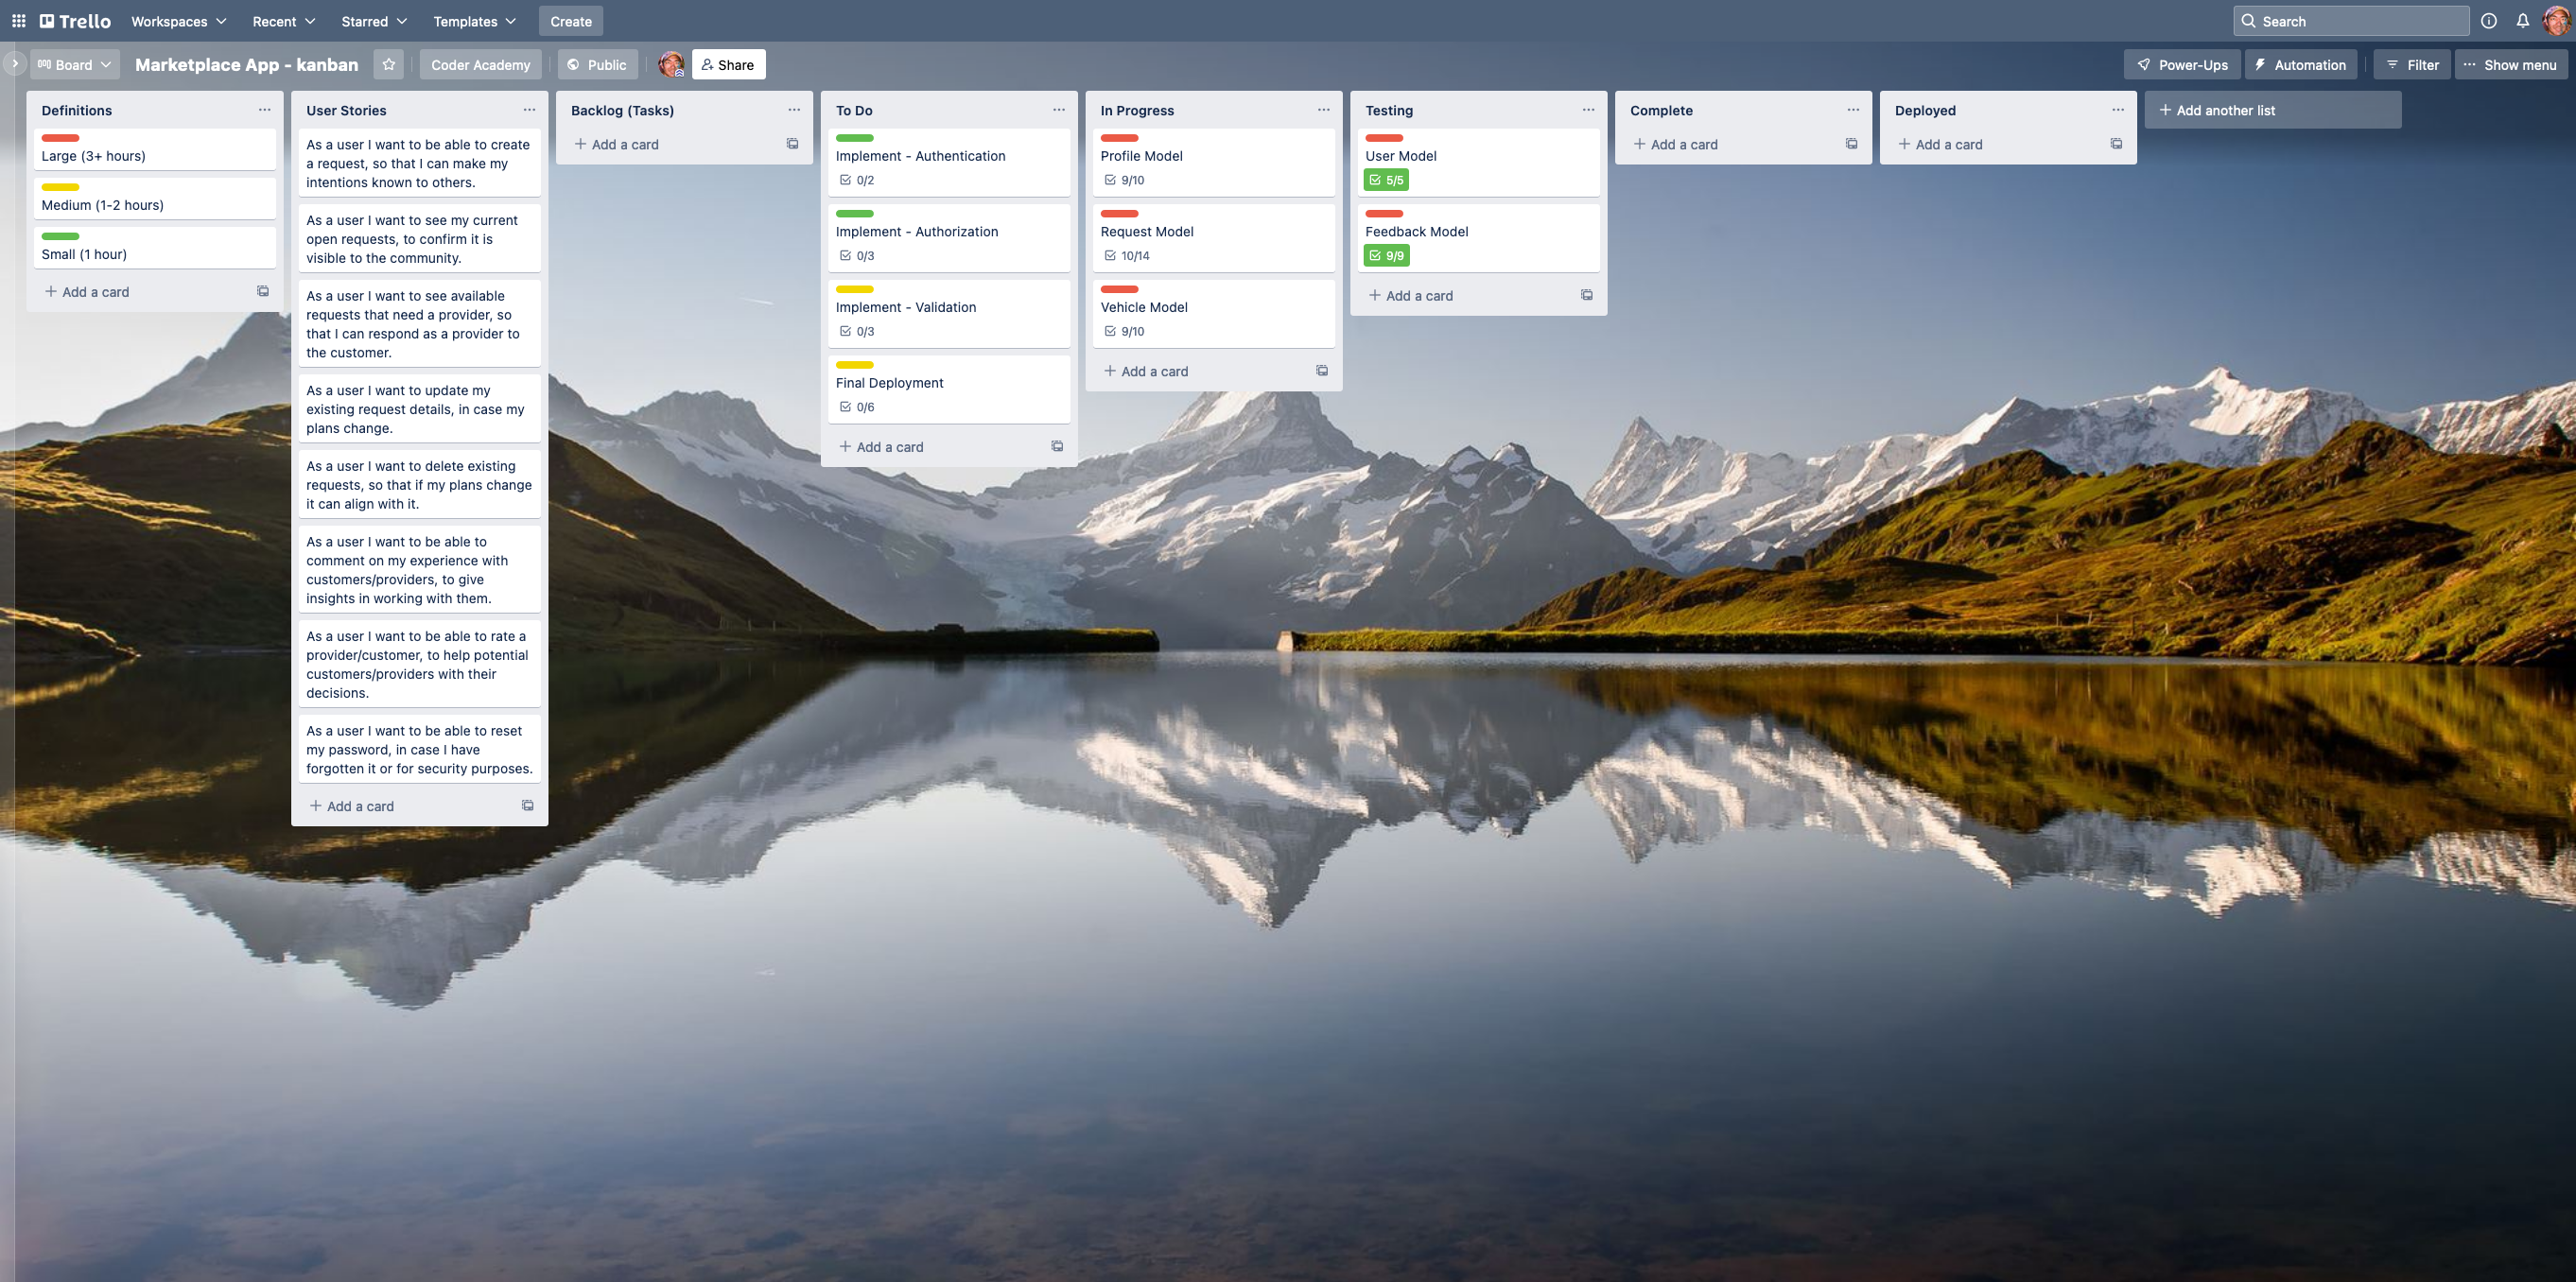 Trello Workspaces Recent Starred Templates Create Search
Board Marketplace App - kanban Coder Academy Public Share Power-Ups Automation Filter Show menu
Definitions
Large (3+ hours)
Medium (1-2 hours)
Small (1 hour)
Add a card
User Stories
As a user I want to be able to create
a request, so that I can make my
intentions known to others.
As a user I want to see my current
open requests, to confirm it is
visible to the community.
As a user I want to see available
requests that need a provider, so
that I can respond as a provider to
the customer.
As a user I want to update my
existing request details, in case my
plans change.
As a user I want to delete existing
requests, so that if my plans change
it can align with it.
As a user I want to be able to
comment on my experience with
customers/providers, to give
insights in working with them.
As a user I want to be able to rate a
provider/customer, to help potential
customers/providers with their
decisions.
As a user I want to be able to reset
my password, in case I have
forgotten it or for security purposes.
Add a card
Backlog (Tasks)
Add a card
To Do
Implement - Authentication
0/2
Implement - Authorization
0/3
Implement - Validation
0/3
Final Deployment
0/6
Add a card
In Progress
Profile Model
9/10
Request Model
10/14
Vehicle Model
9/10
Add a card
Testing
User Model
5/5
Feedback Model
9/9
Add a card
Complete
Add a card
Deployed
Add a card
Add another list